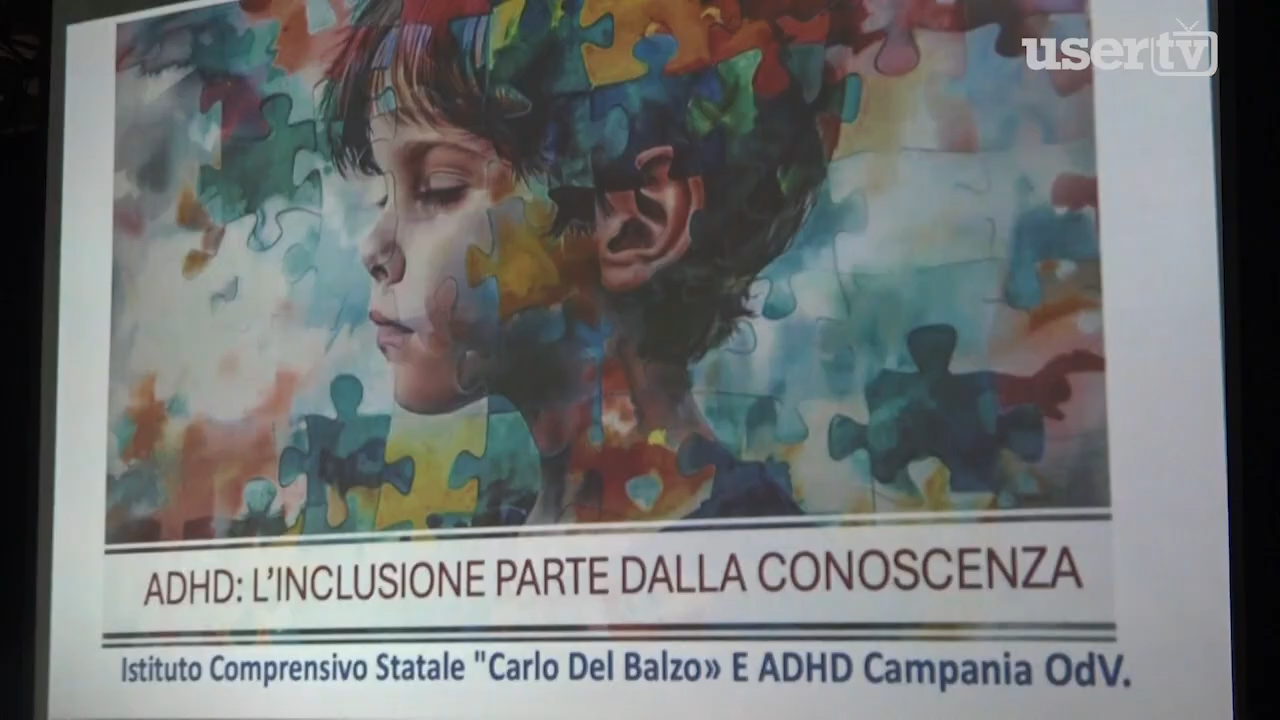 usertv
ADHD: L'INCLUSIONE PARTE DALLA CONOSCENZA
Istituto Comprensivo Statale "Carlo Del Balzo» E ADHD Campania OdV.